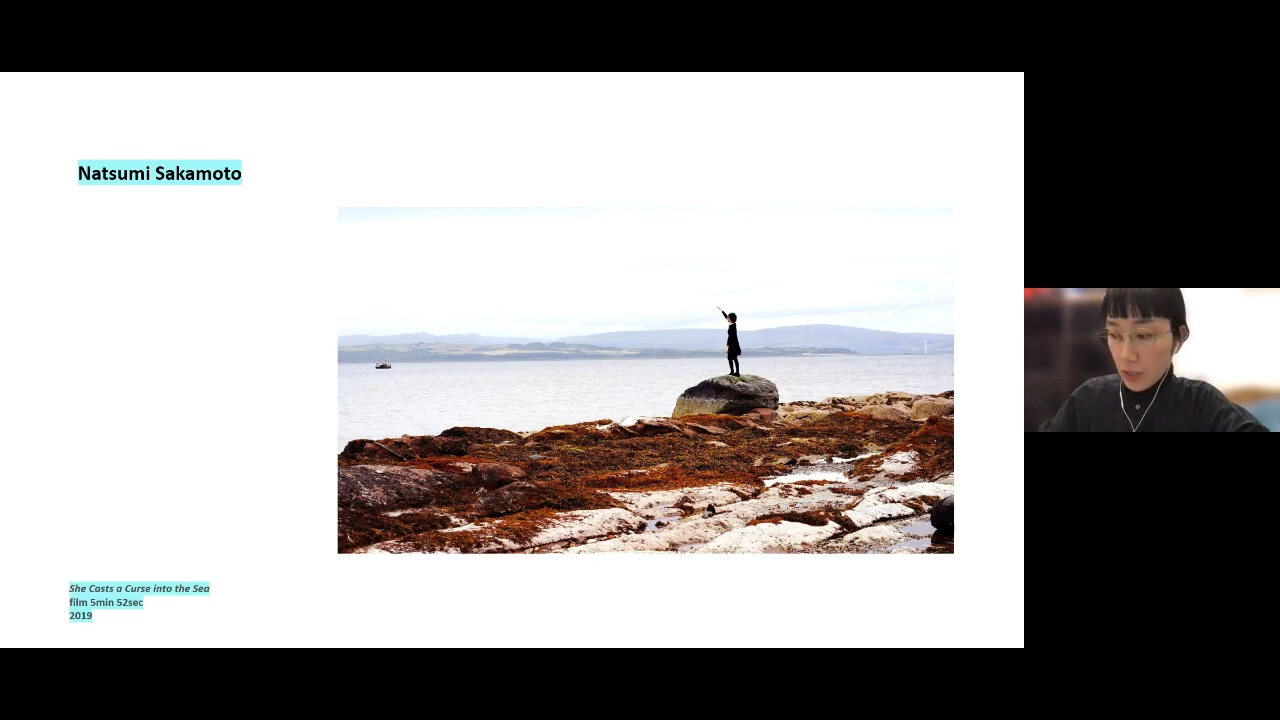 Natsumi Sakamoto
She Casts a Curse into the Sea
film 5min 52sec
2019